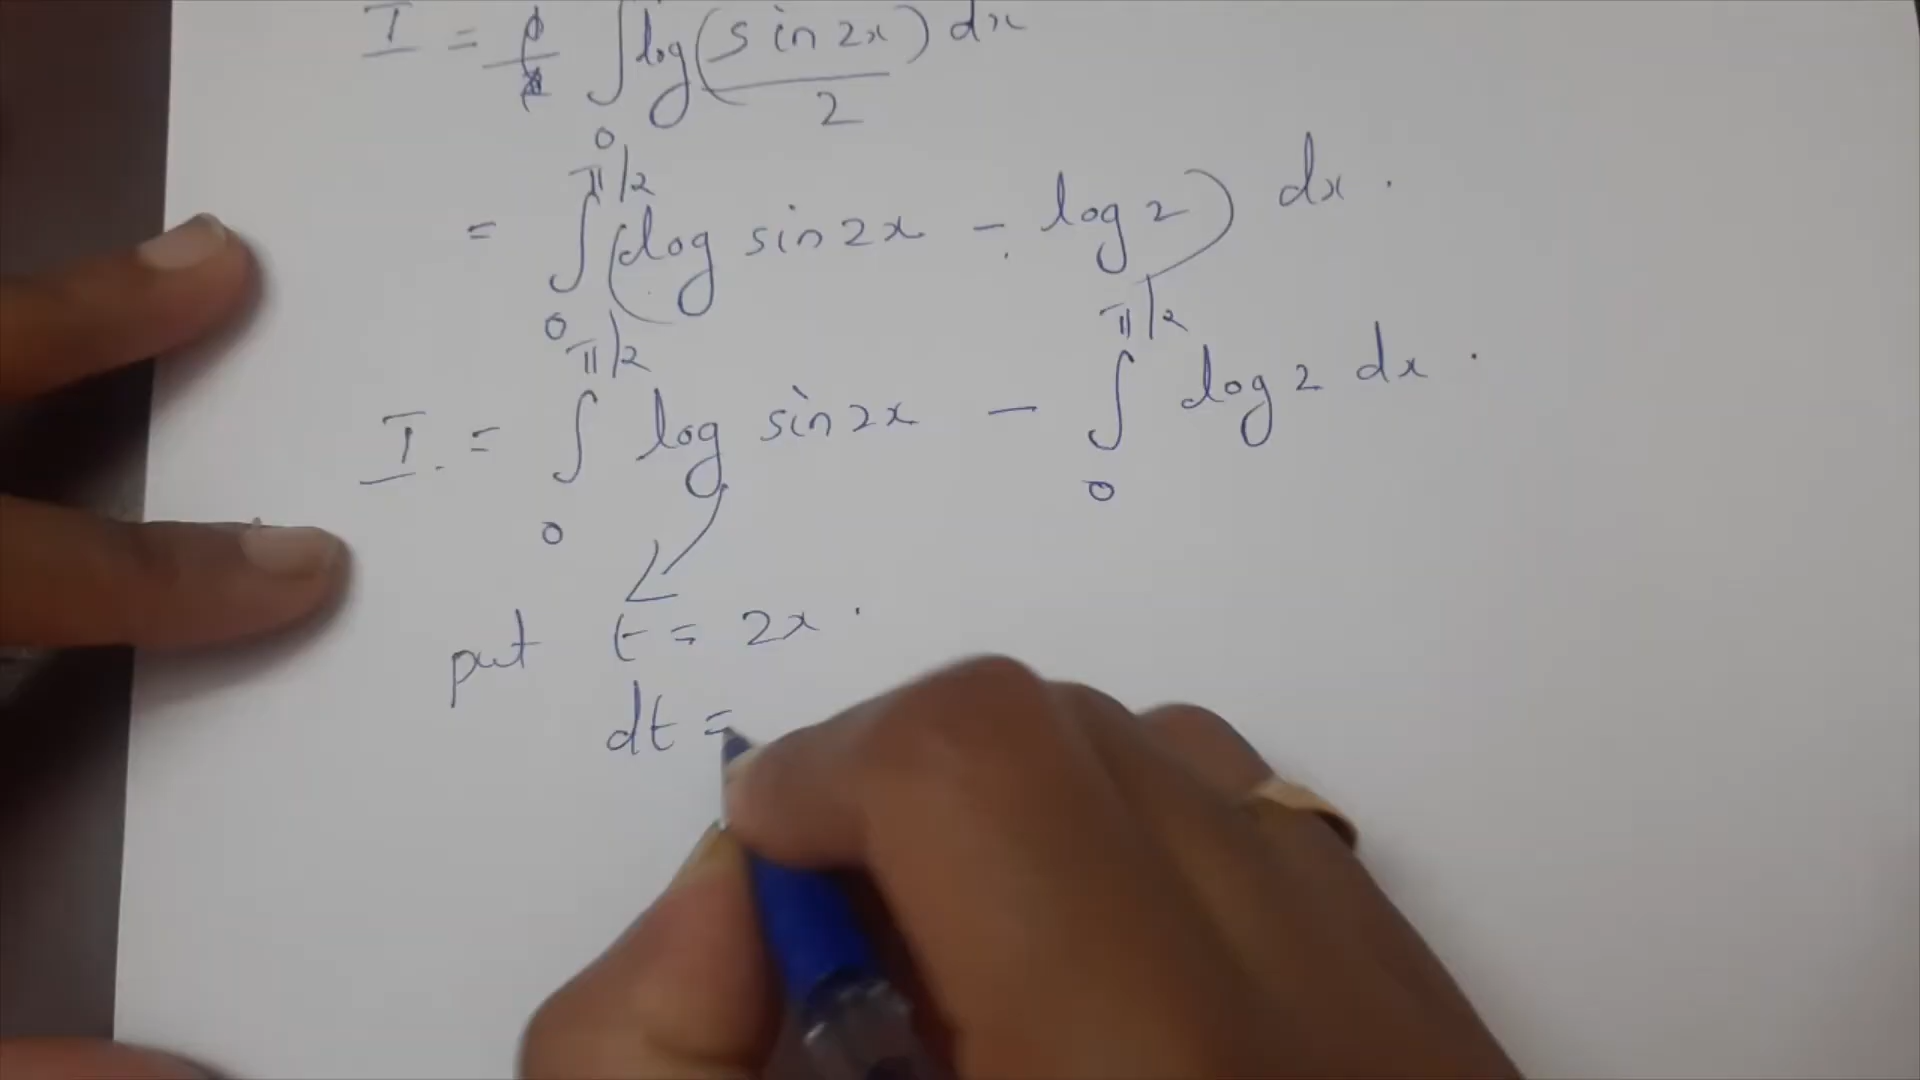 I = ∫ log(sin 2x / 2) dx
0
π/2
= ∫ (log sin 2x - log 2) dx.
0
π/2 π/2
I. = ∫ log sin 2x - ∫ log 2 dx.
0 0
put t = 2x.
dt =